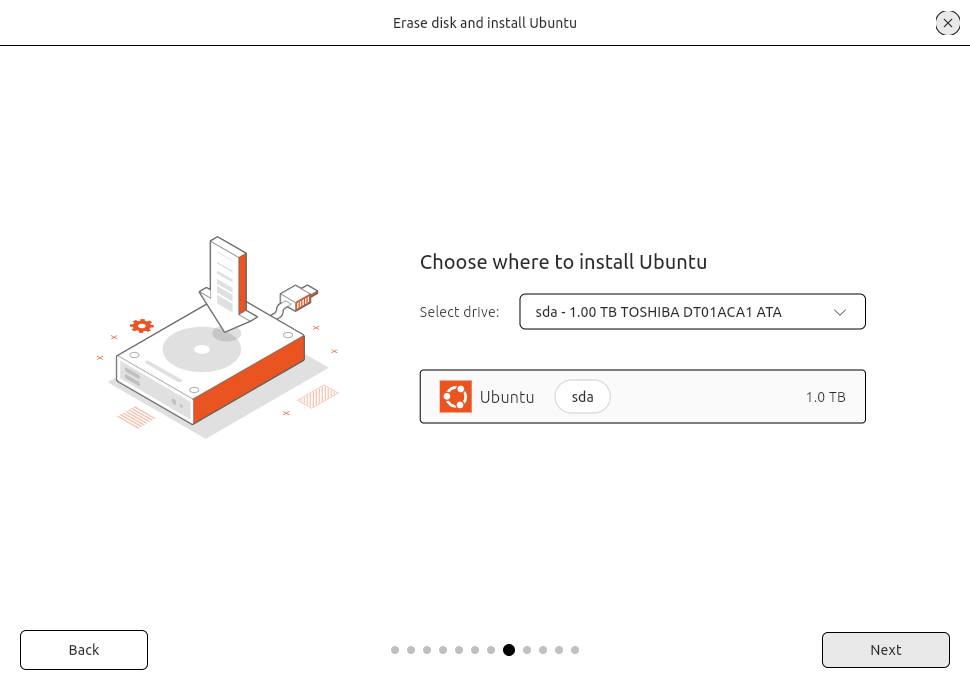 Erase disk and install Ubuntu
Choose where to install Ubuntu
Select drive: sda - 1.00 TB TOSHIBA DT01ACA1 ATA
Ubuntu sda 1.0 TB
Back Next